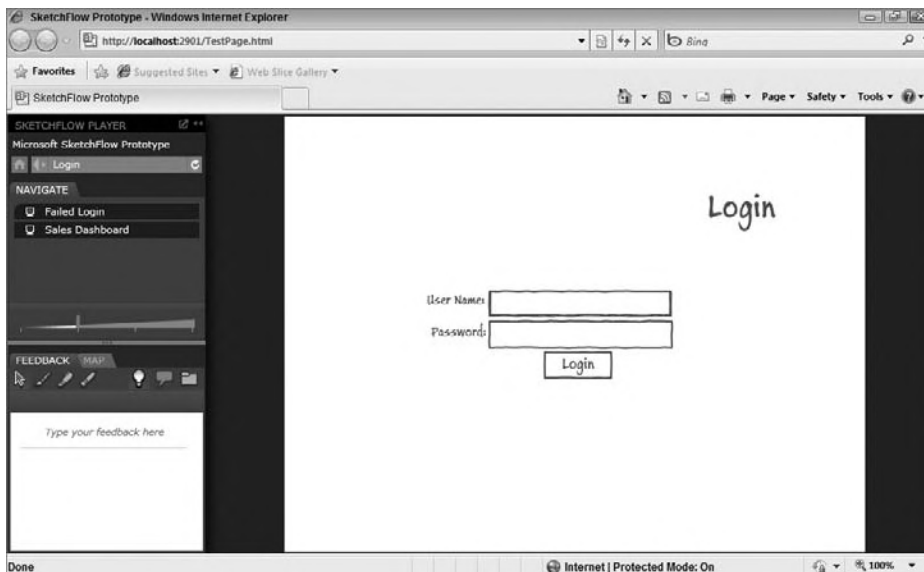 SketchFlow Prototype - Windows Internet Explorer
http://localhost:2901/TestPage.html
Bing
Favorites Suggested Sites Web Slice Gallery
SketchFlow Prototype
Page Safety Tools
SKETCHFLOW PLAYER
Microsoft SketchFlow Prototype
Login
NAVIGATE
Failed Login
Sales Dashboard
FEEDBACK MAP
Type your feedback here
Login
User Name:
Password:
Login
Done
Internet | Protected Mode: On
100%